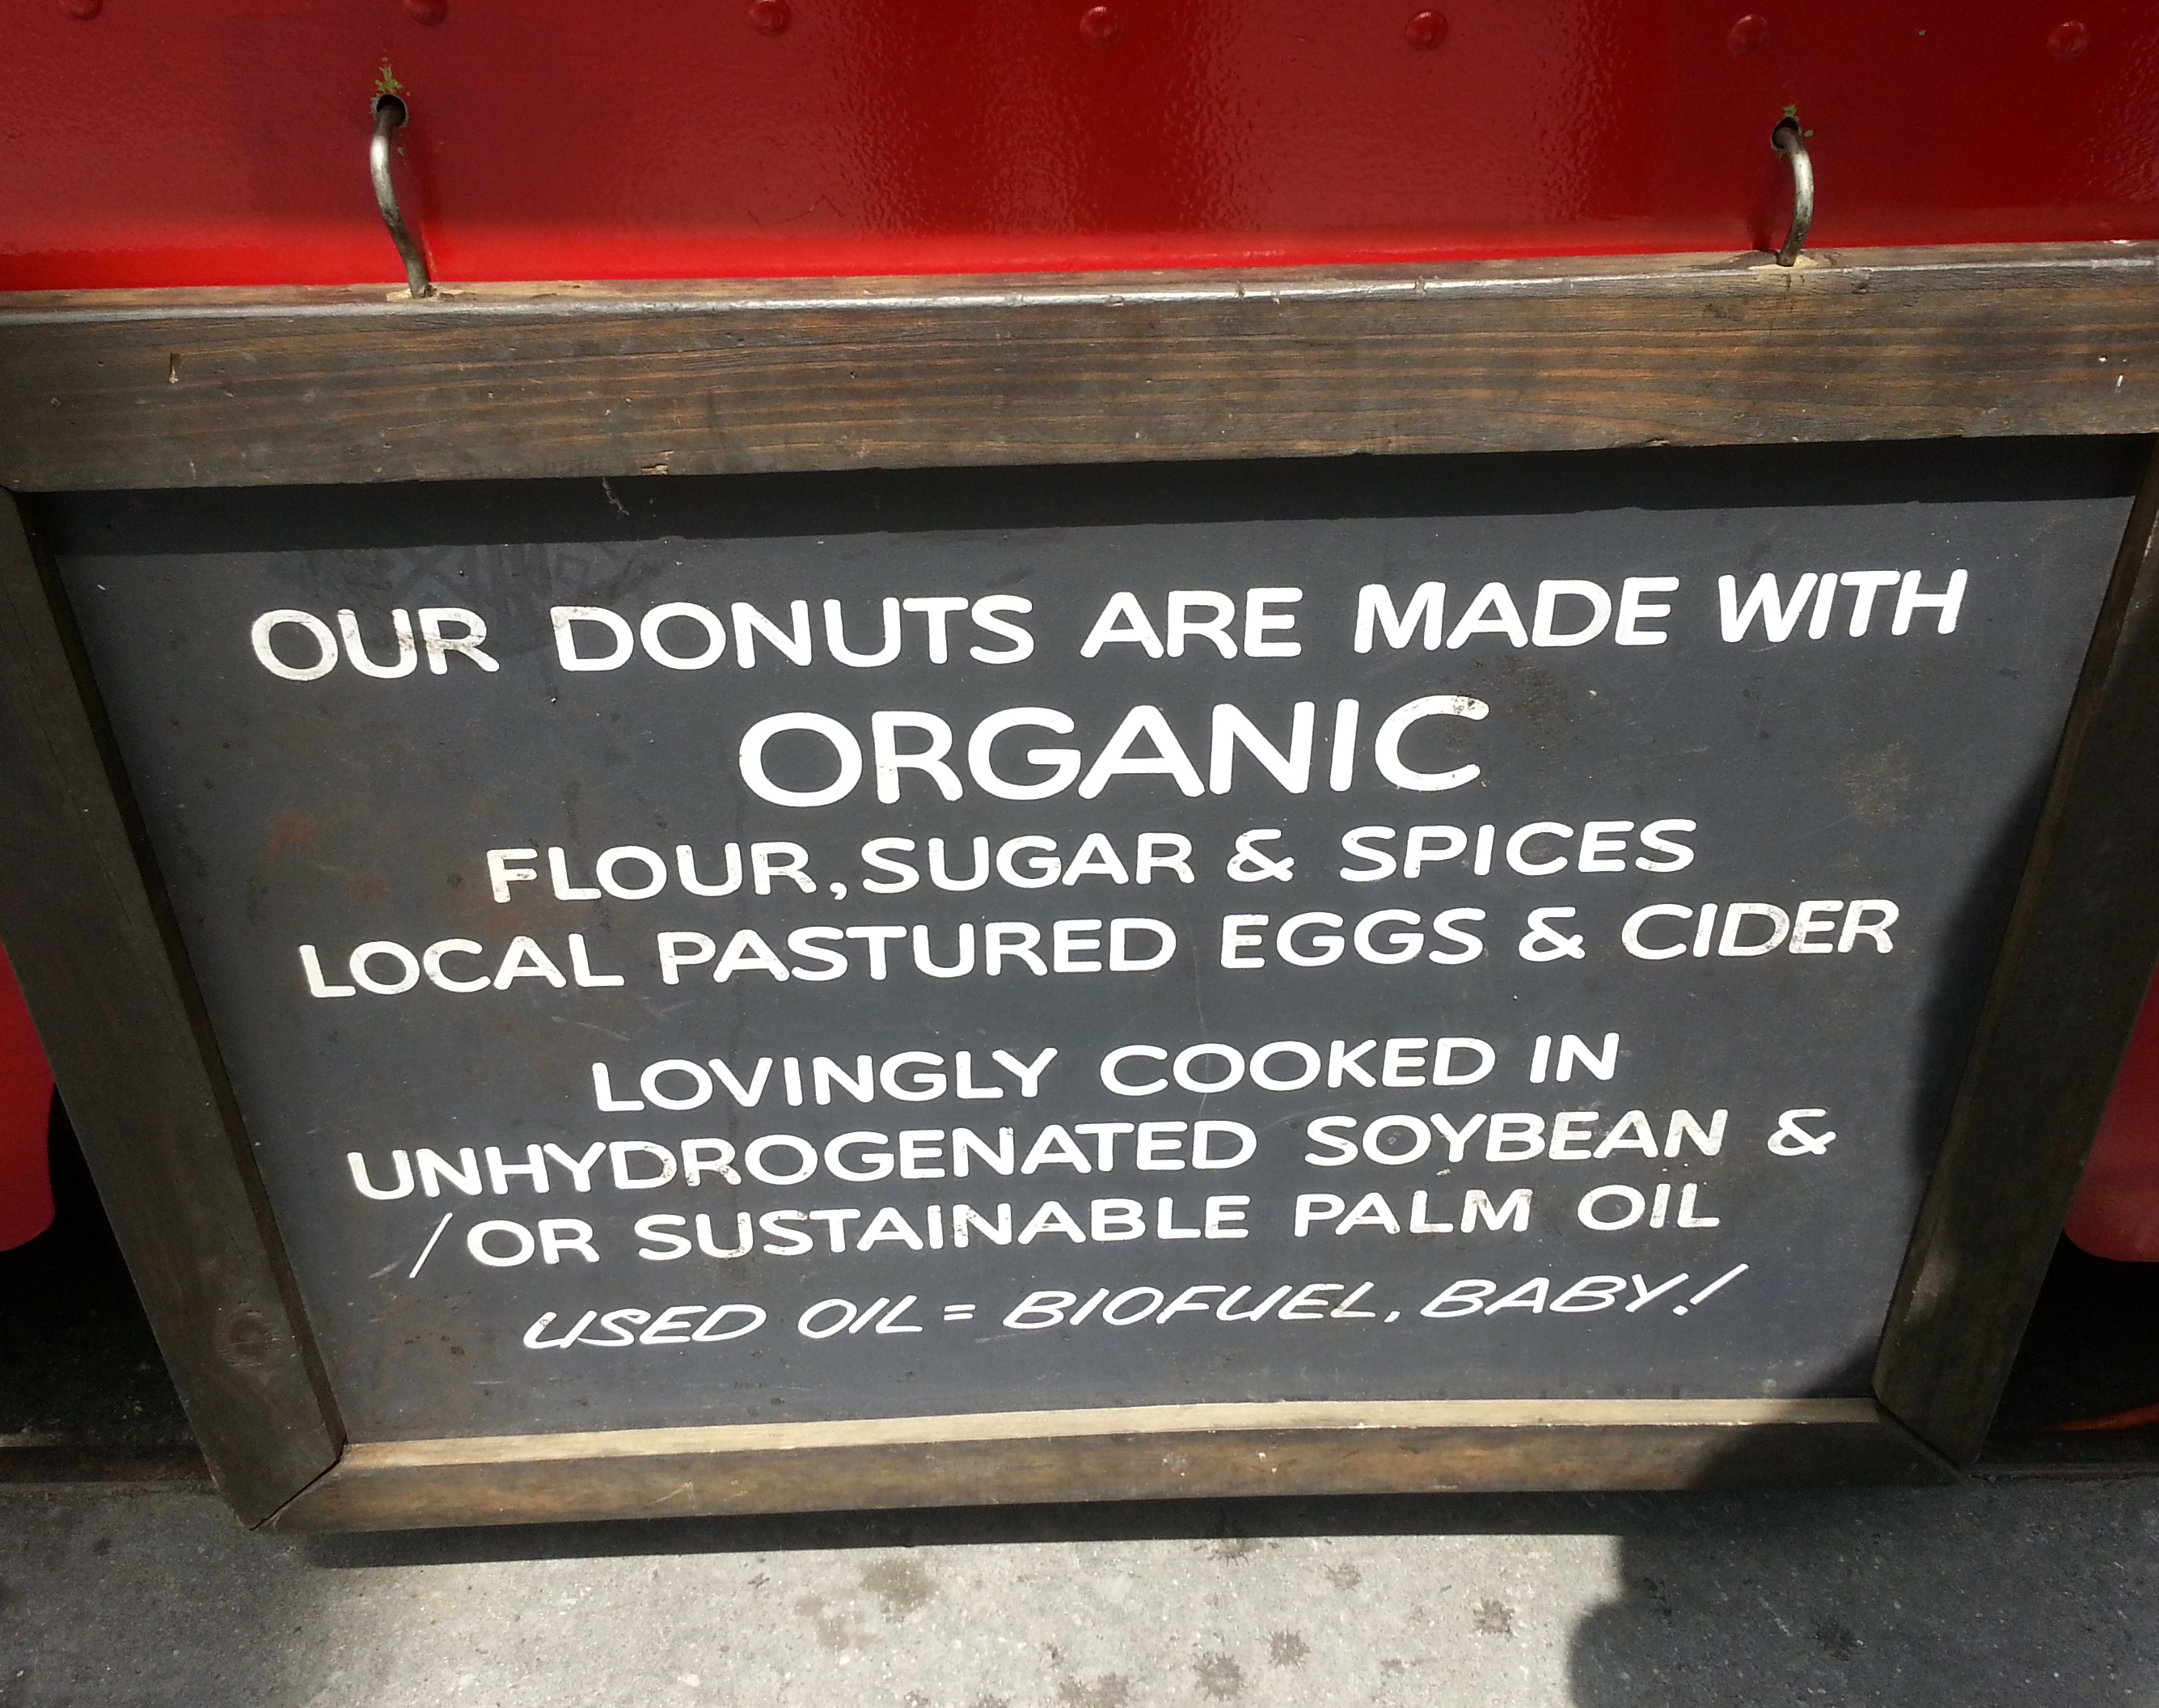 OUR DONUTS ARE MADE WITH
ORGANIC
FLOUR, SUGAR & SPICES
LOCAL PASTURED EGGS & CIDER
LOVINGLY COOKED IN
UNHYDROGENATED SOYBEAN &
/OR SUSTAINABLE PALM OIL
USED OIL = BIOFUEL, BABY!